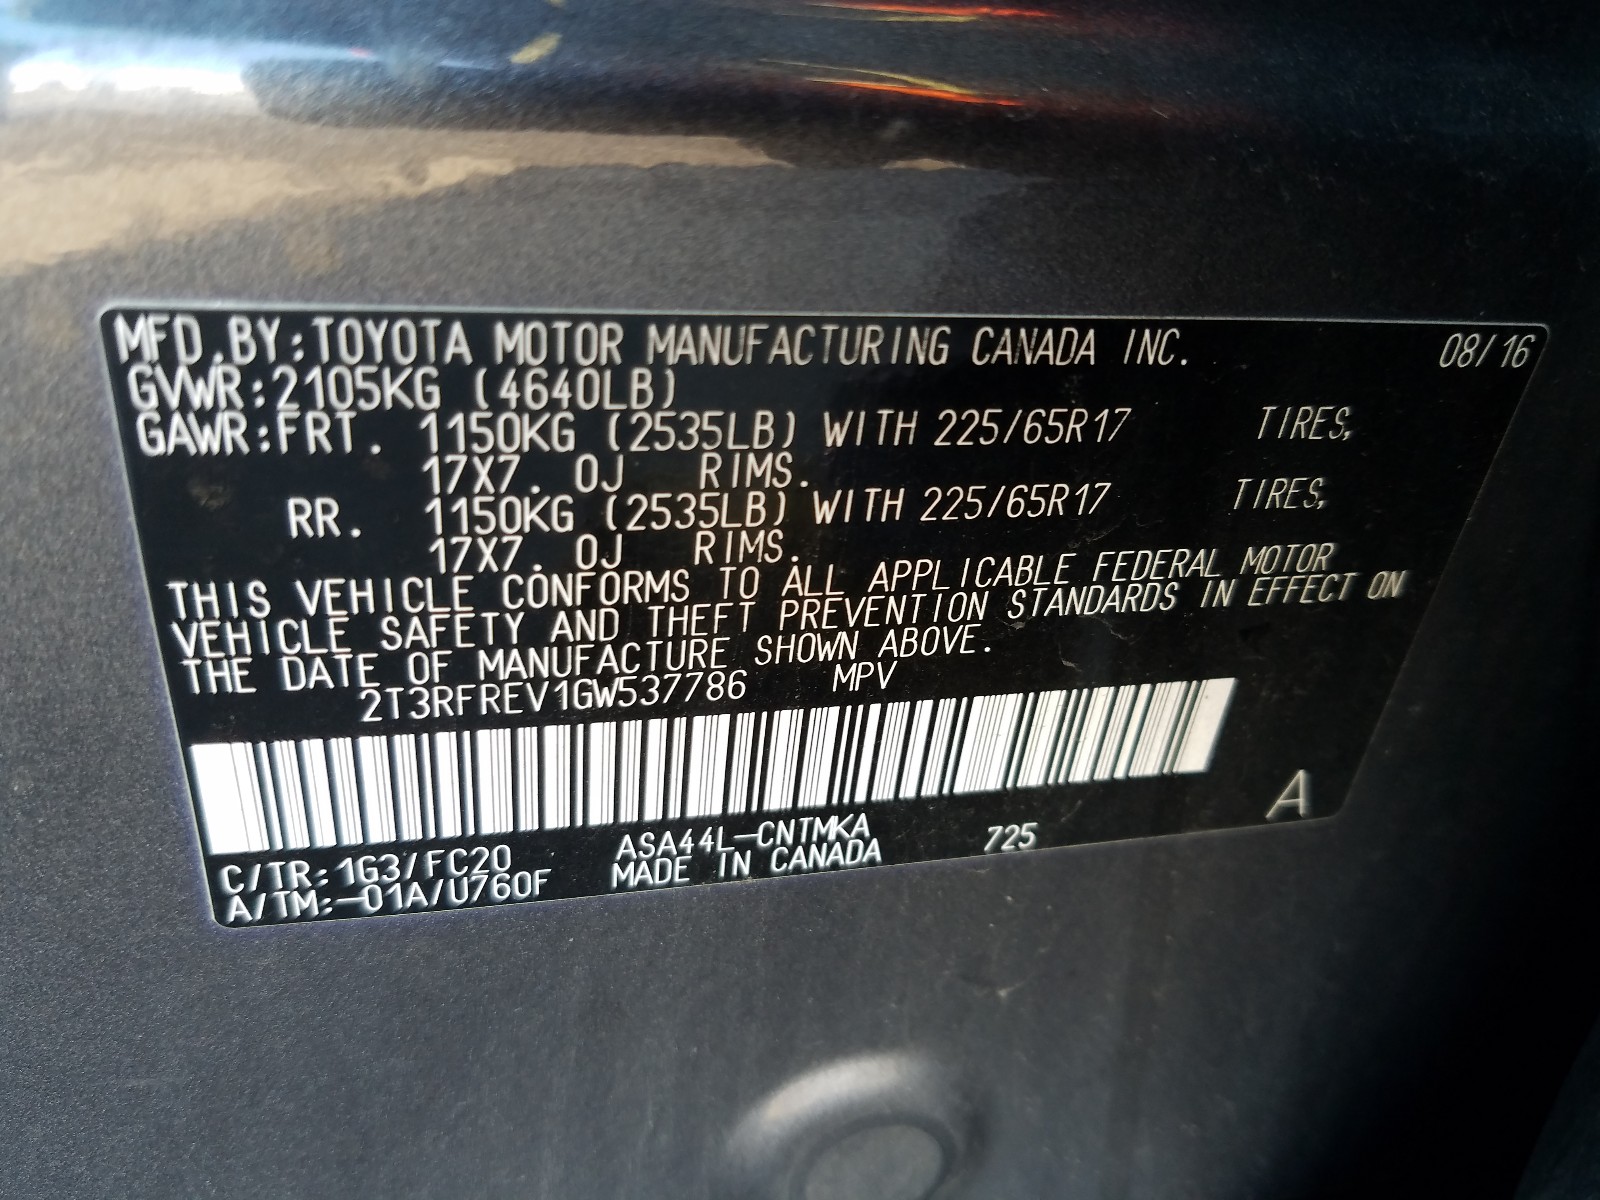 MFD.BY:TOYOTA MOTOR MANUFACTURING CANADA INC. 08/16
GVWR:2105KG (4640LB)
GAWR:FRT. 1150KG (2535LB) WITH 225/65R17 TIRES,
17X7.0J RIMS.
RR. 1150KG (2535LB) WITH 225/65R17 TIRES,
17X7.0J RIMS.
THIS VEHICLE CONFORMS TO ALL APPLICABLE FEDERAL MOTOR
VEHICLE SAFETY AND THEFT PREVENTION STANDARDS IN EFFECT ON
THE DATE OF MANUFACTURE SHOWN ABOVE.
2T3RFREV1GW537786 MPV
A
C/TR:1G3/FC20 ASA44L-CNTMKA 725
A/TM:-01A/U760F MADE IN CANADA